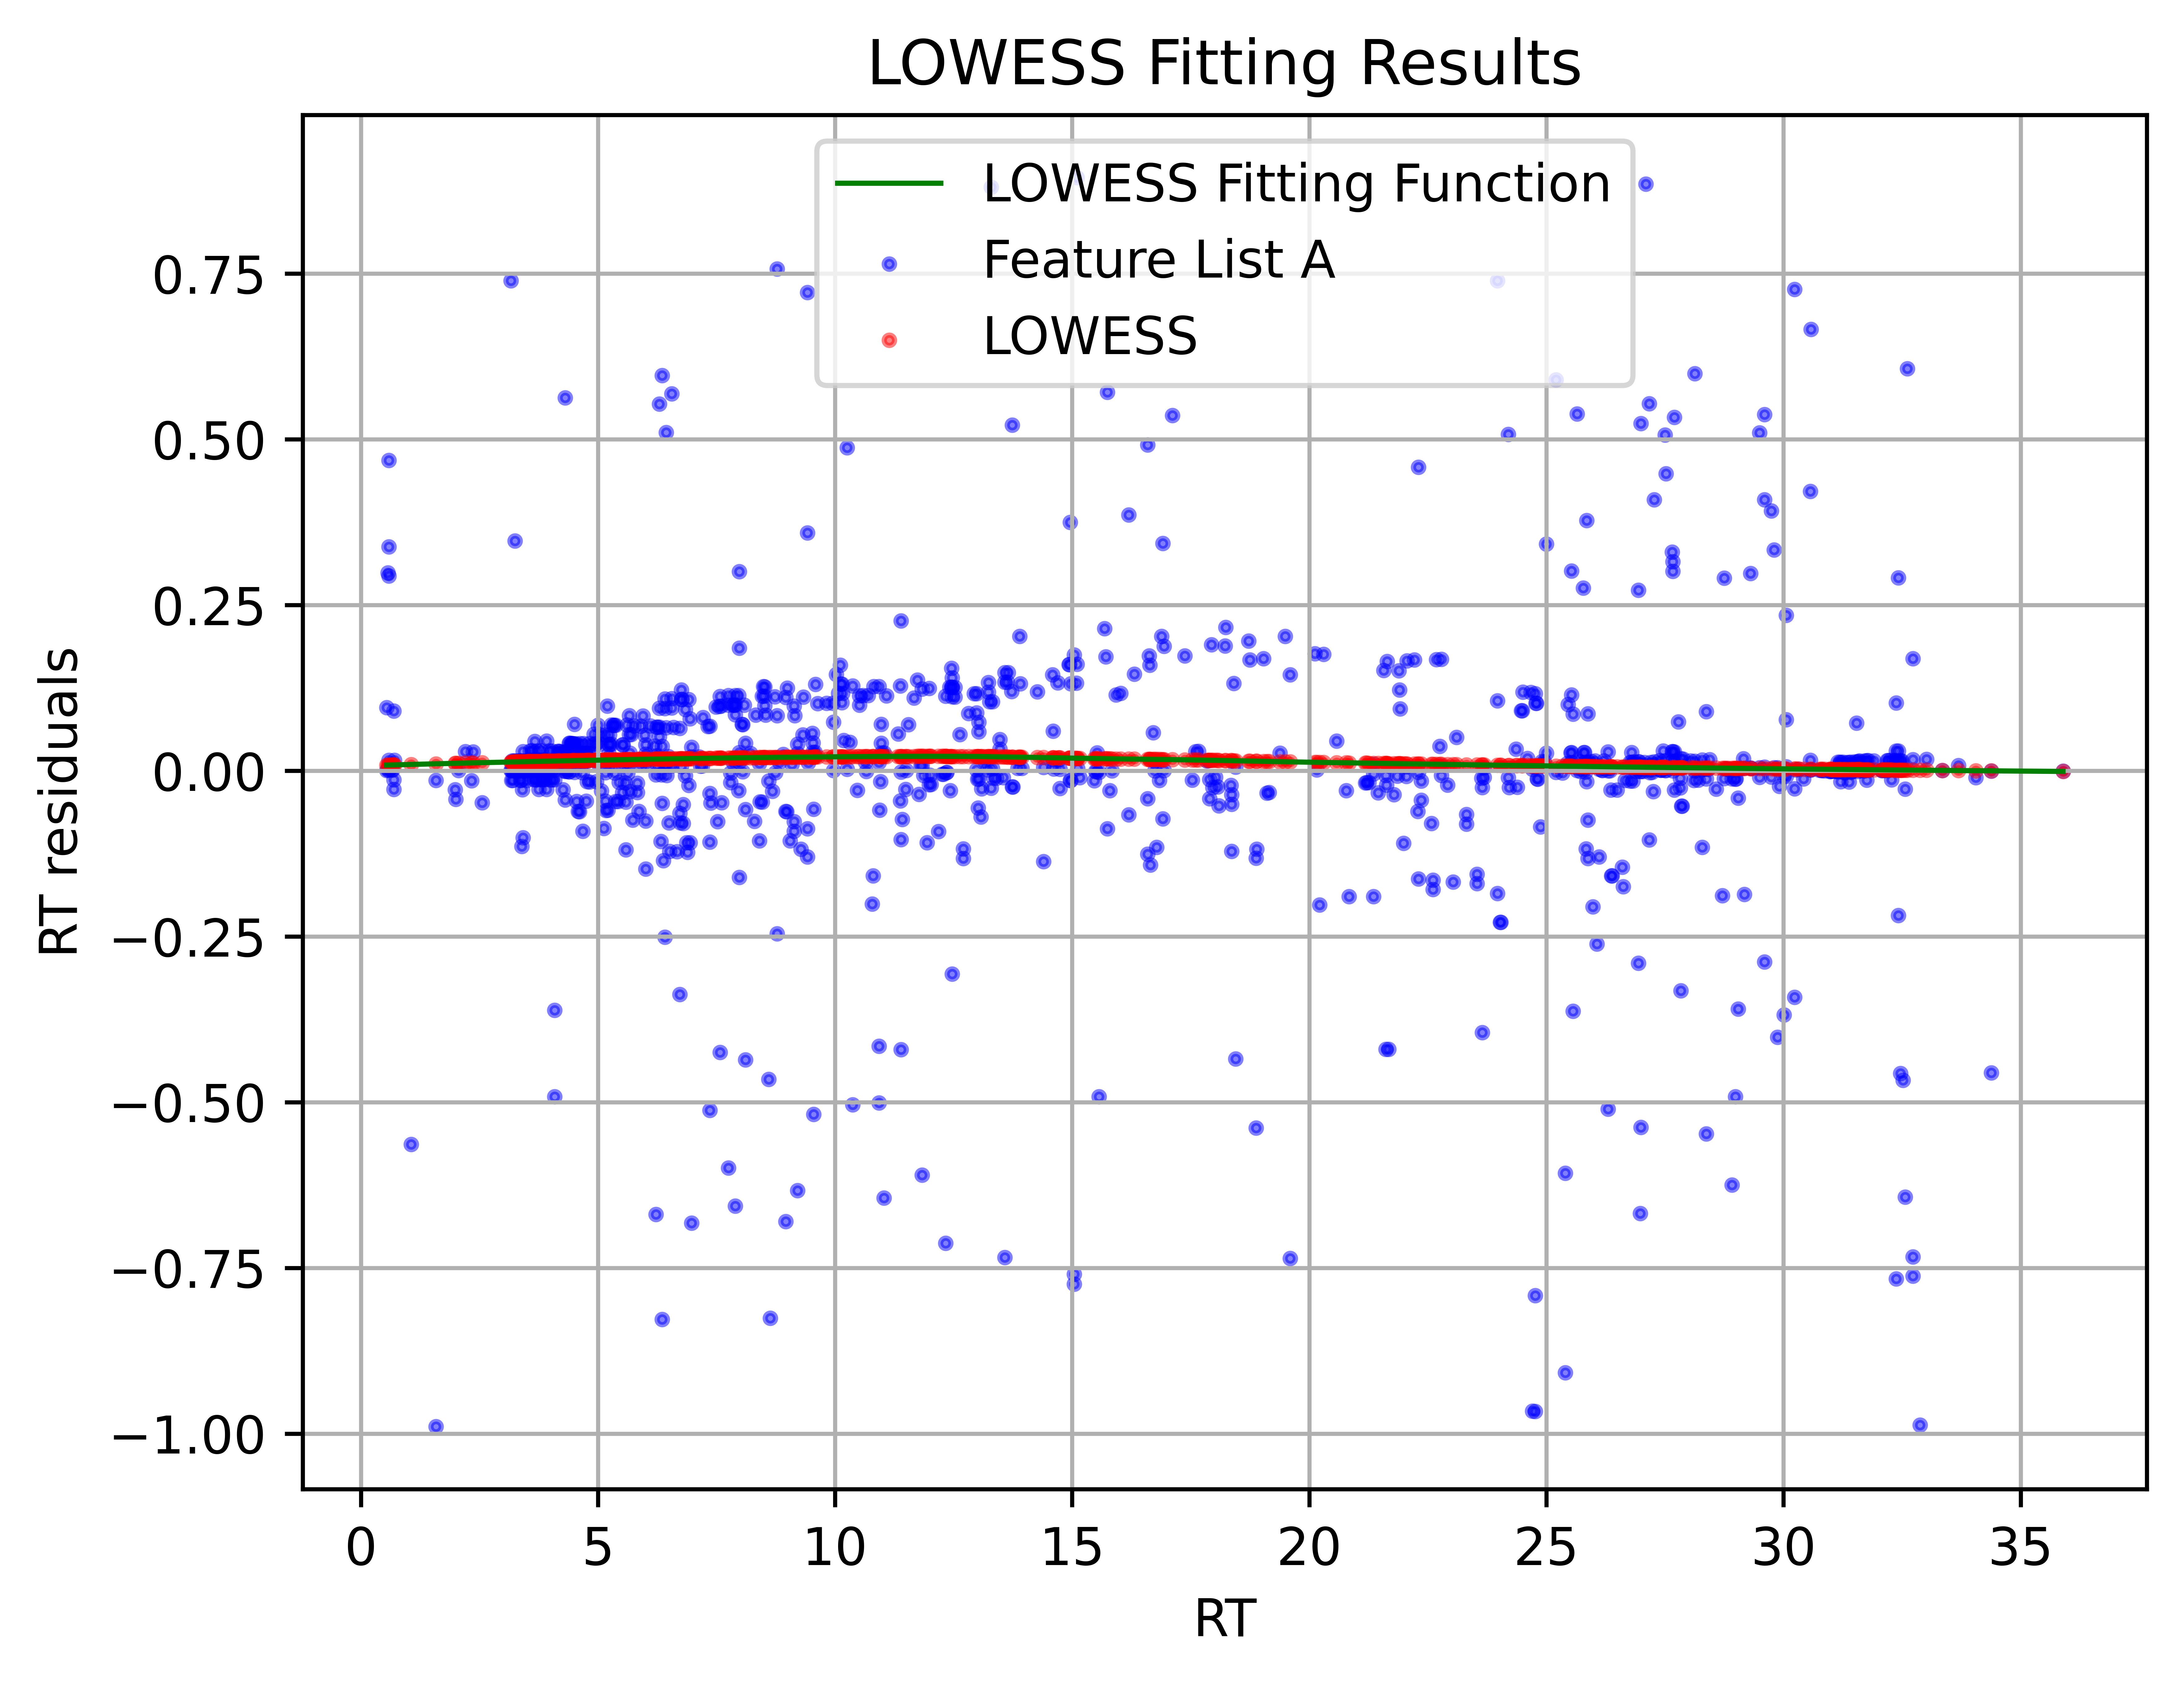 LOWESS Fitting Results
LOWESS Fitting Function
Feature List A
LOWESS
RT residuals
0.75
0.50
0.25
0.00
−0.25
−0.50
−0.75
−1.00
0 5 10 15 20 25 30 35
RT